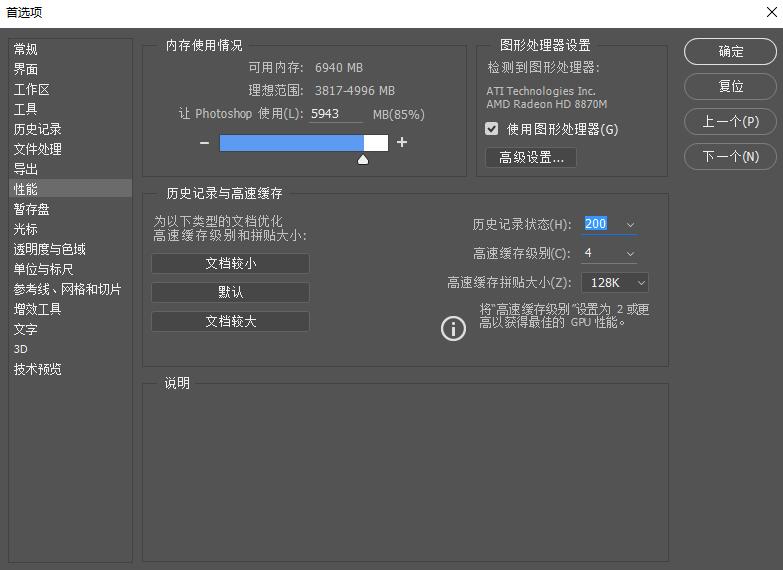 首选项
常规
界面
工作区
工具
历史记录
文件处理
导出
性能
暂存盘
光标
透明度与色域
单位与标尺
参考线、网格和切片
增效工具
文字
3D
技术预览
内存使用情况
可用内存: 6940 MB
理想范围: 3817-4996 MB
让 Photoshop 使用(L): 5943 MB(85%)
− +
图形处理器设置
检测到图形处理器:
ATI Technologies Inc.
AMD Radeon HD 8870M
使用图形处理器(G)
高级设置...
确定
复位
上一个(P)
下一个(N)
历史记录与高速缓存
为以下类型的文档优化
高速缓存级别和拼贴大小:
文档较小
默认
文档较大
历史记录状态(H): 200
高速缓存级别(C): 4
高速缓存拼贴大小(Z): 128K
将“高速缓存级别”设置为 2 或更
高以获得最佳的 GPU 性能。
说明